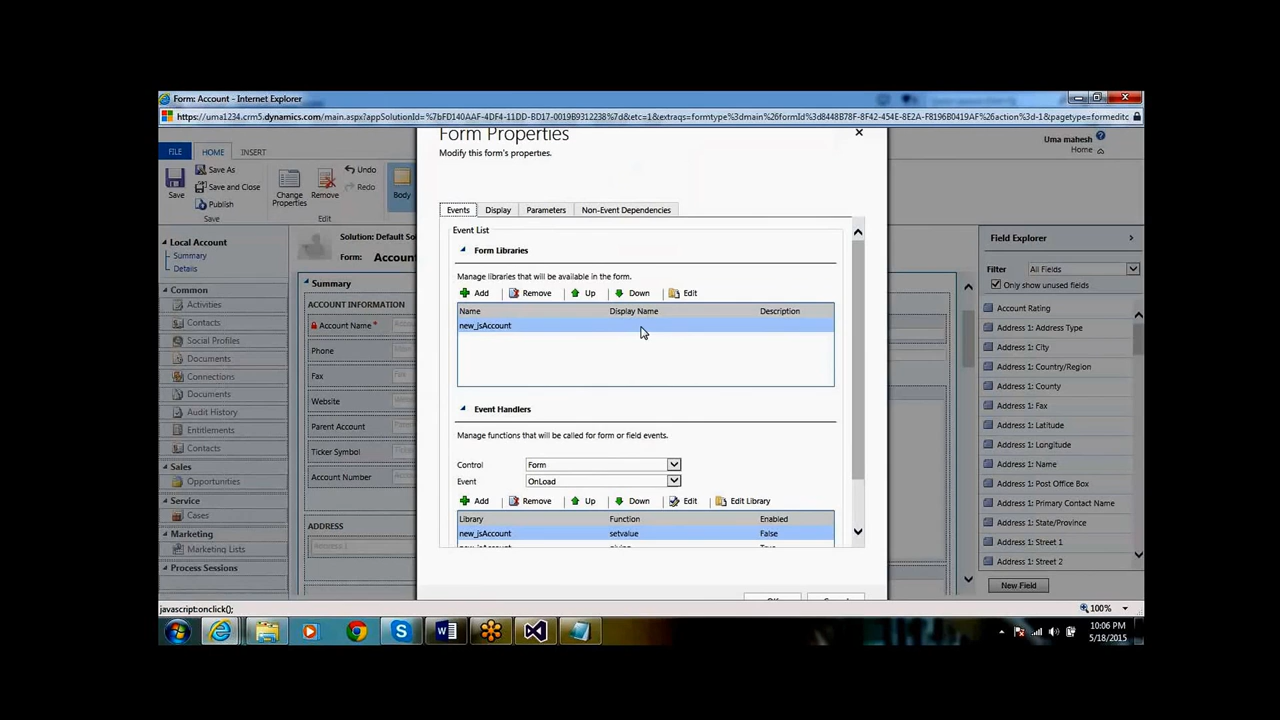 Form: Account - Internet Explorer
https://uma1234.crm5.dynamics.com/main.aspx?appSolutionId=%7bFD140AAF-4DF4-11DD-BD17-0019B9312238%7d&etc=1&extraqs=formtype%3dmain%26formId%3d8448B78F-8F42-454E-8E2A-F8196B0419AF%26action%3d-1&pagetype=formeditc
FILE HOME INSERT
Uma mahesh
Home
Save
Save As
Save and Close
Publish
Save
Change Properties
Remove
Undo
Redo
Edit
Body
Local Account
Summary
Details
Common
Activities
Contacts
Social Profiles
Documents
Connections
Documents
Audit History
Entitlements
Contacts
Sales
Opportunities
Service
Cases
Marketing
Marketing Lists
Process Sessions
Solution: Default So
Form: Account
Summary
ACCOUNT INFORMATION
Account Name *
Phone
Fax
Website
Parent Account
Ticker Symbol
Account Number
ADDRESS
Form Properties
Modify this form's properties.
Events Display Parameters Non-Event Dependencies
Event List
Form Libraries
Manage libraries that will be available in the form.
Add Remove Up Down Edit
Name Display Name Description
new_jsAccount
Event Handlers
Manage functions that will be called for form or field events.
Control Form
Event OnLoad
Add Remove Up Down Edit Edit Library
Library Function Enabled
new_jsAccount setvalue False
Field Explorer
Filter All Fields
Only show unused fields
Account Rating
Address 1: Address Type
Address 1: City
Address 1: Country/Region
Address 1: County
Address 1: Fax
Address 1: Latitude
Address 1: Longitude
Address 1: Name
Address 1: Post Office Box
Address 1: Primary Contact Name
Address 1: State/Province
Address 1: Street 1
Address 1: Street 2
New Field
javascript:onclick();
100%
10:06 PM
5/18/2015